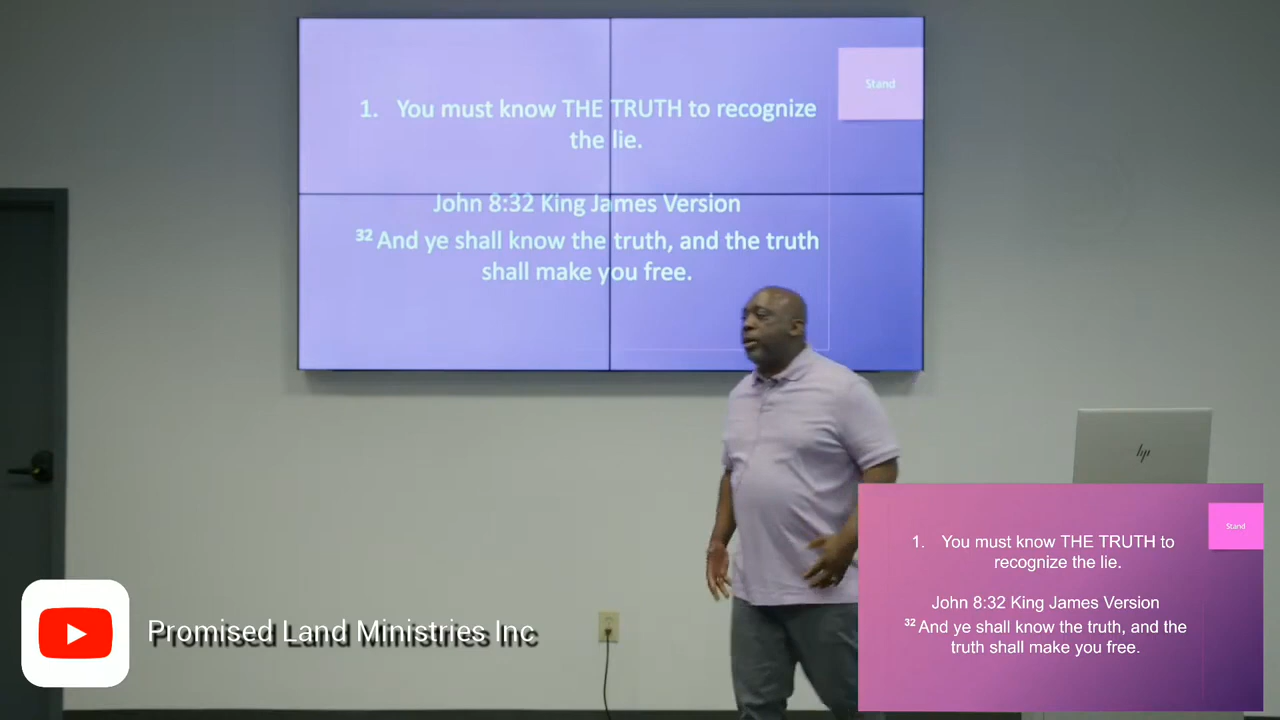 Stand
1. You must know THE TRUTH to recognize
the lie.
John 8:32 King James Version
32 And ye shall know the truth, and the truth
shall make you free.
hp
Stand
1. You must know THE TRUTH to
recognize the lie.
John 8:32 King James Version
32 And ye shall know the truth, and the
truth shall make you free.
Promised Land Ministries Inc